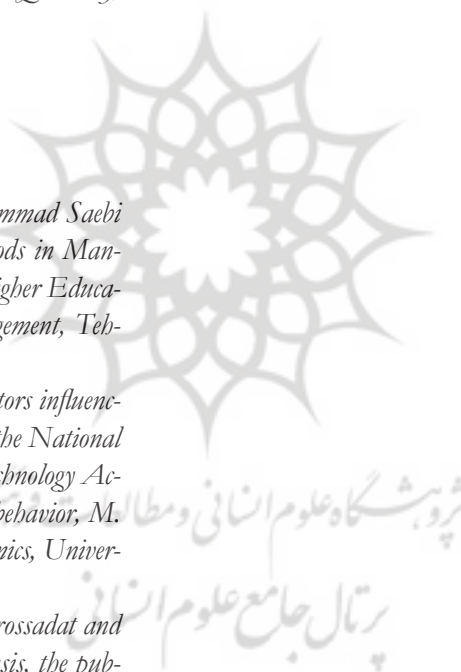 mmad Saebi
ods in Man-
igher Educa-
gement, Teh-
tors influenc-
the National
chnology Ac-
behavior, M.
nics, Univer-
rossadat and
sis, the pub-
پژوهشگاه علوم انسانی و مطالعات فرهنگی
پرتال جامع علوم انسانی